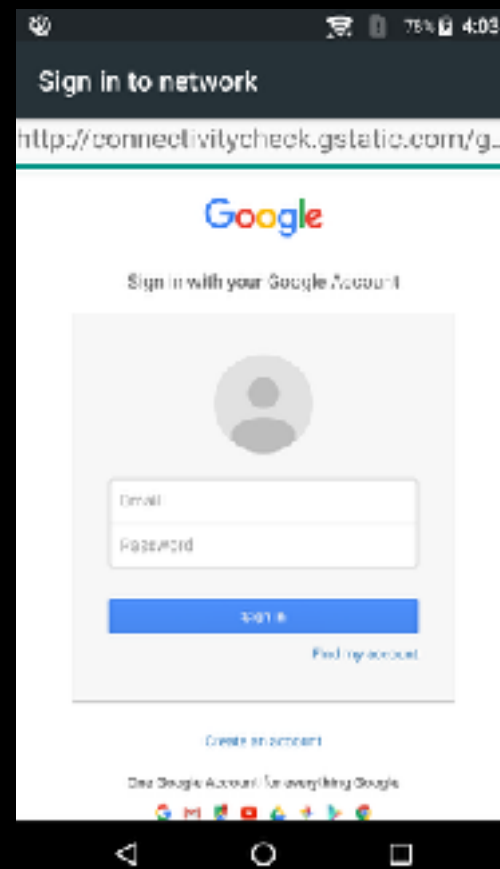 76% 4:03
Sign in to network
http://connectivitycheck.gstatic.com/g...
Google
Sign in with your Google Account
Email
Password
Sign in
Find my account
Create an account
One Google Account for everything Google